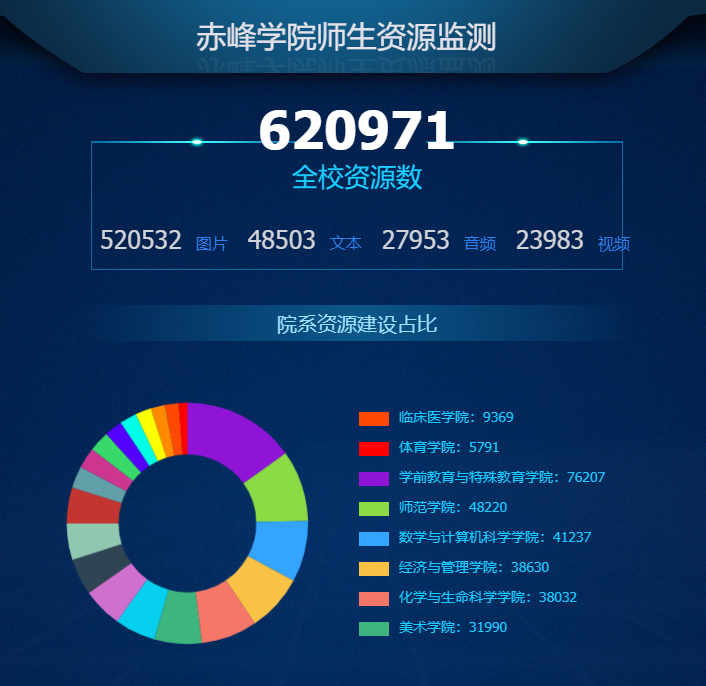 赤峰学院师生资源监测
620971
全校资源数
520532 图片 48503 文本 27953 音频 23983 视频
院系资源建设占比
临床医学院：9369
体育学院：5791
学前教育与特殊教育学院：76207
师范学院：48220
数学与计算机科学学院：41237
经济与管理学院：38630
化学与生命科学学院：38032
美术学院：31990